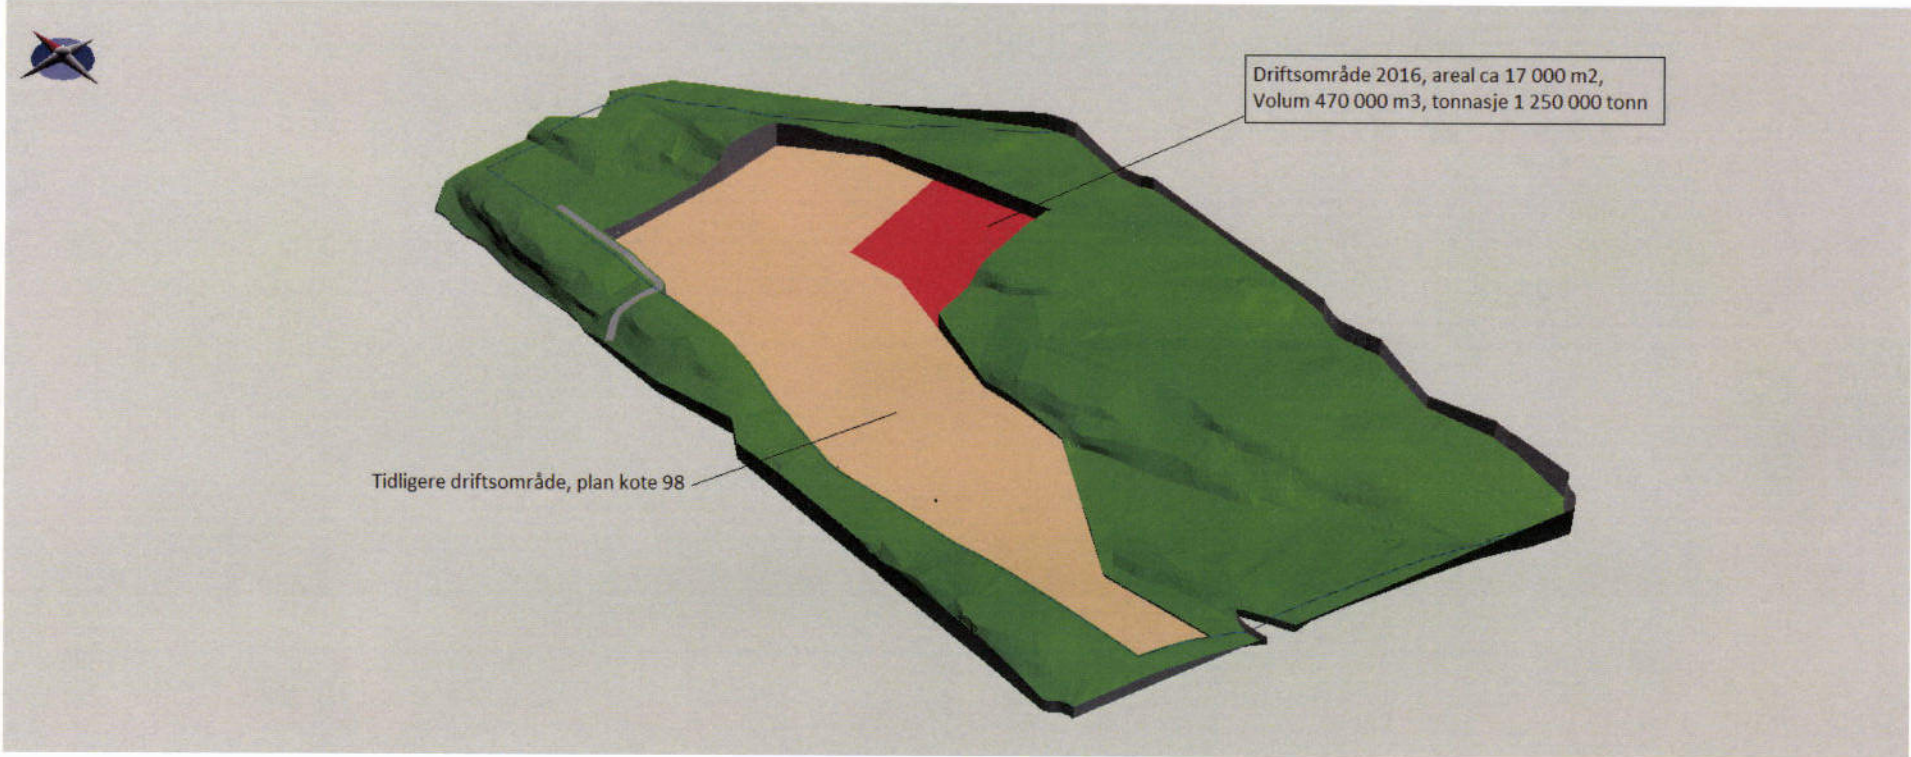 Driftsområde 2016, areal ca 17 000 m2,
Volum 470 000 m3, tonnasje 1 250 000 tonn
Tidligere driftsområde, plan kote 98